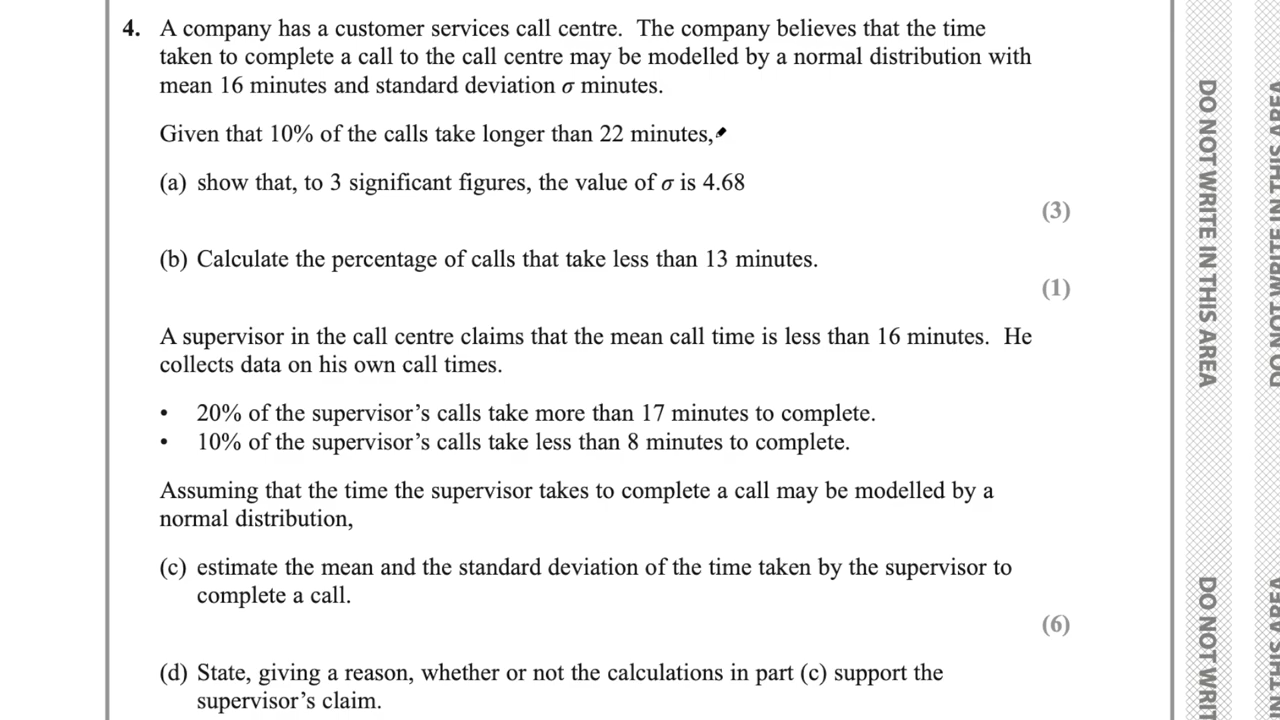 4. A company has a customer services call centre. The company believes that the time
taken to complete a call to the call centre may be modelled by a normal distribution with
mean 16 minutes and standard deviation σ minutes.
Given that 10% of the calls take longer than 22 minutes,
(a) show that, to 3 significant figures, the value of σ is 4.68
(3)
(b) Calculate the percentage of calls that take less than 13 minutes.
(1)
A supervisor in the call centre claims that the mean call time is less than 16 minutes. He
collects data on his own call times.
• 20% of the supervisor’s calls take more than 17 minutes to complete.
• 10% of the supervisor’s calls take less than 8 minutes to complete.
Assuming that the time the supervisor takes to complete a call may be modelled by a
normal distribution,
(c) estimate the mean and the standard deviation of the time taken by the supervisor to
complete a call.
(6)
(d) State, giving a reason, whether or not the calculations in part (c) support the
supervisor’s claim.
DO NOT WRITE IN THIS AREA
DO NOT WRIT
DO NOT WRITE IN THIS AREA
IN THIS AREA